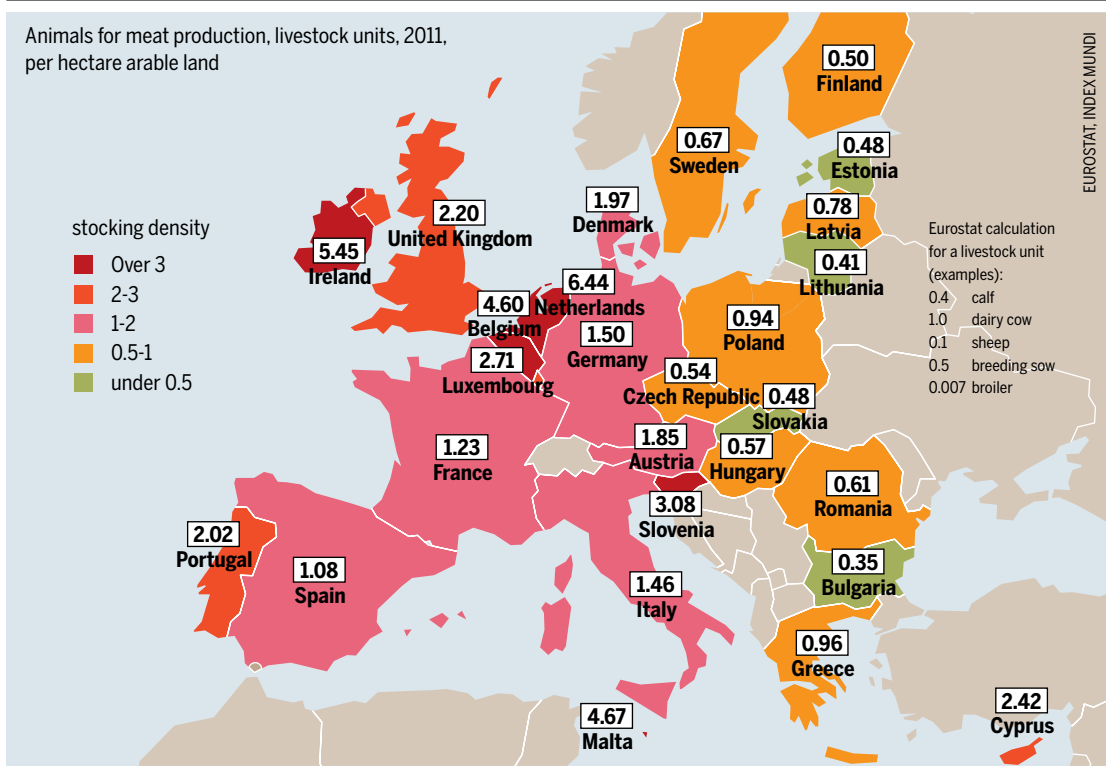 Animals for meat production, livestock units, 2011,
per hectare arable land
EUROSTAT, INDEX MUNDI
stocking density
Over 3
2-3
1-2
0.5-1
under 0.5
0.50
Finland
0.67
Sweden
0.48
Estonia
0.78
Latvia
0.41
Lithuania
1.97
Denmark
2.20
United Kingdom
5.45
Ireland
6.44
Netherlands
4.60
Belgium
2.71
Luxembourg
1.50
Germany
0.94
Poland
0.54
Czech Republic
0.48
Slovakia
1.85
Austria
0.57
Hungary
1.23
France
3.08
Slovenia
0.61
Romania
0.35
Bulgaria
2.02
Portugal
1.08
Spain
1.46
Italy
0.96
Greece
4.67
Malta
2.42
Cyprus
Eurostat calculation
for a livestock unit
(examples):
0.4 calf
1.0 dairy cow
0.1 sheep
0.5 breeding sow
0.007 broiler